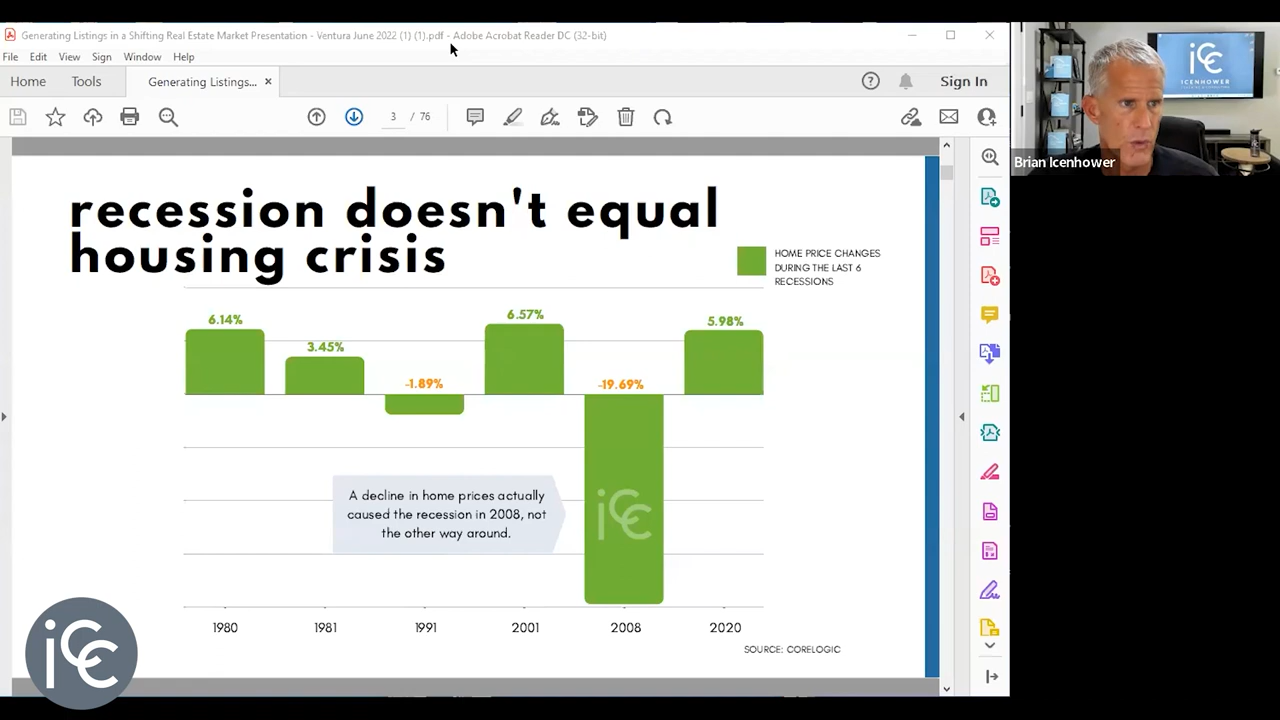 Generating Listings in a Shifting Real Estate Market Presentation - Ventura June 2022 (1) (1).pdf - Adobe Acrobat Reader DC (32-bit)
File Edit View Sign Window Help
Home Tools Generating Listings... × Sign In
3 / 76
recession doesn't equal
housing crisis
HOME PRICE CHANGES
DURING THE LAST 6
RECESSIONS
6.14%
3.45%
-1.89%
6.57%
-19.69%
5.98%
A decline in home prices actually
caused the recession in 2008, not
the other way around.
icc
1980 1981 1991 2001 2008 2020
SOURCE: CORELOGIC
icc
icc
ICENHOWER
Brian Icenhower